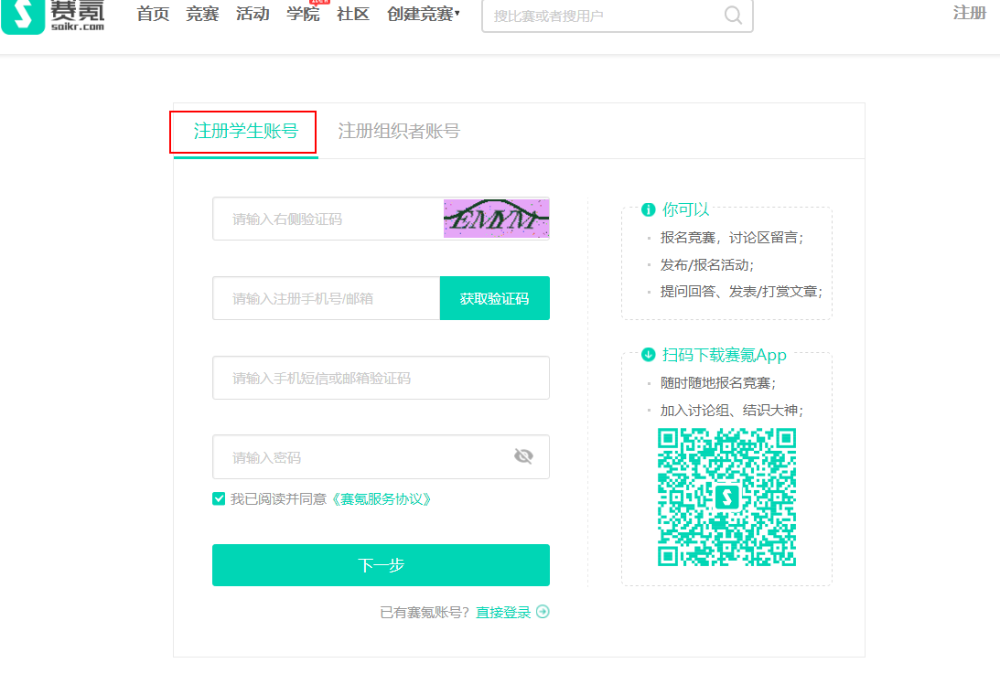 赛氪
saikr.com
首页 竞赛 活动 学院 社区 创建竞赛▾
搜比赛或者搜用户
注册
注册学生账号 注册组织者账号
请输入右侧验证码 EMYM
请输入注册手机号/邮箱 获取验证码
请输入手机短信或邮箱验证码
请输入密码
我已阅读并同意《赛氪服务协议》
下一步
已有赛氪账号？直接登录
你可以
· 报名竞赛，讨论区留言；
· 发布/报名活动；
· 提问回答、发表/打赏文章；
扫码下载赛氪App
· 随时随地报名竞赛；
· 加入讨论组、结识大神；